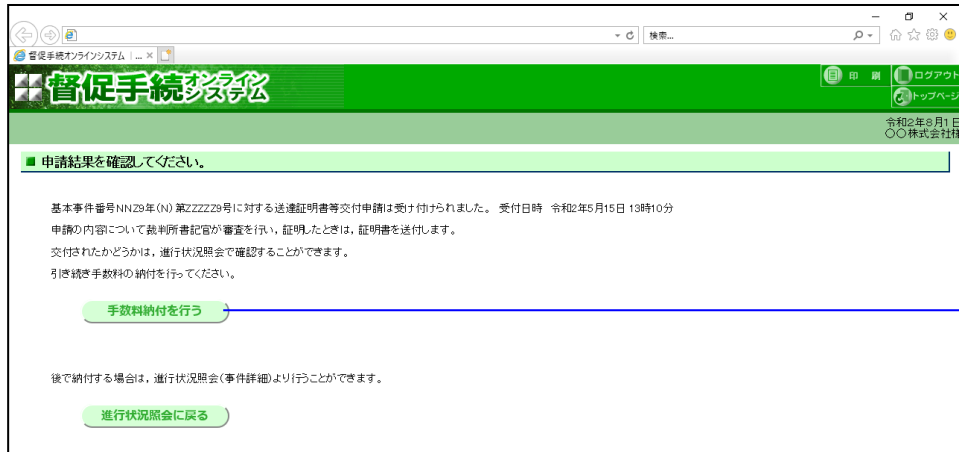 検索...
督促手続オンラインシステム | ...
督促手続オンラインシステム
印 刷
ログアウト
トップページ
令和2年8月1日
○○株式会社様
申請結果を確認してください。
基本事件番号NNZ9年(N)第ZZZZZ9号に対する送達証明書等交付申請は受け付けられました。 受付日時 令和2年5月15日 13時10分
申請の内容について裁判所書記官が審査を行い,証明したときは,証明書を送付します。
交付されたかどうかは,進行状況照会で確認することができます。
引き続き手数料の納付を行ってください。
手数料納付を行う
後で納付する場合は,進行状況照会(事件詳細)より行うことができます。
進行状況照会に戻る